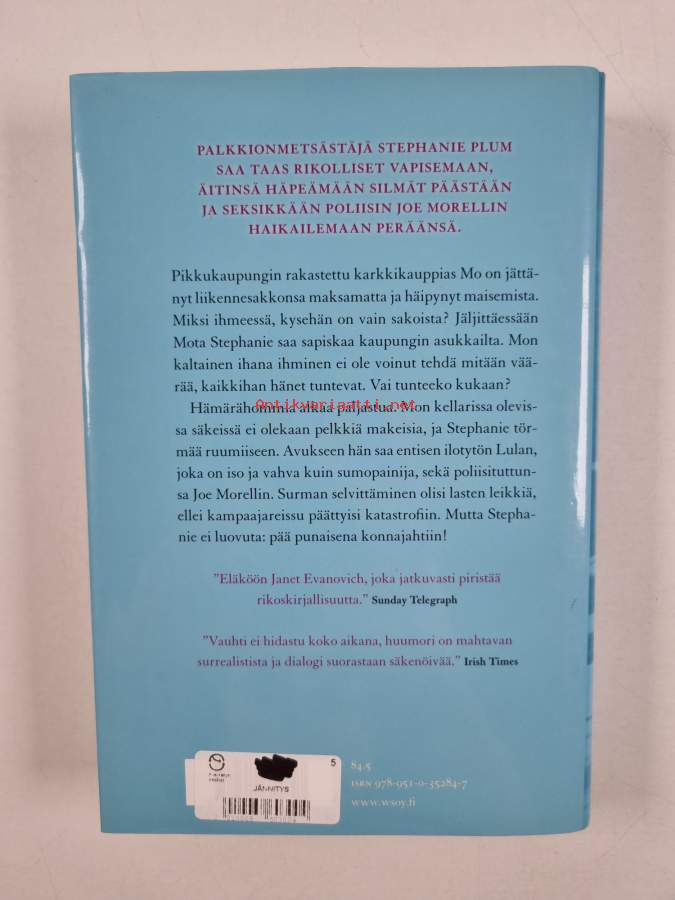 PALKKIONMETSÄSTÄJÄ STEPHANIE PLUM
SAA TAAS RIKOLLISET VAPISEMAAN,
ÄITINSÄ HÄPEÄMÄÄN SILMÄT PÄÄSTÄÄN
JA SEKSIKKÄÄN POLIISIN JOE MORELLIN
HAIKAILEMAAN PERÄÄNSÄ.
Pikkukaupungin rakastettu karkkikauppias Mo on jättä-
nyt liikennesakkonsa maksamatta ja häipynyt maisemista.
Miksi ihmeessä, kysehän on vain sakoista? Jäljittäessään
Mota Stephanie saa sapiskaa kaupungin asukkailta. Mon
kaltainen ihana ihminen ei ole voinut tehdä mitään vää-
rää, kaikkihan hänet tuntevat. Vai tunteeko kukaan?
Antikvariaatti.net
Hämärähommia alkaa paljastua. Mon kellarissa olevis-
sa säkeissä ei olekaan pelkkiä makeisia, ja Stephanie tör-
mää ruumiiseen. Avukseen hän saa entisen ilotytön Lulan,
joka on iso ja vahva kuin sumopainija, sekä poliisituttun-
sa Joe Morellin. Surman selvittäminen olisi lasten leikkiä,
ellei kampaajareissu päättyisi katastrofiin. Mutta Stepha-
nie ei luovuta: pää punaisena konnajahtiin!
"Eläköön Janet Evanovich, joka jatkuvasti piristää
rikoskirjallisuutta." Sunday Telegraph
"Vauhti ei hidastu koko aikana, huumori on mahtavan
surrealistista ja dialogi suorastaan säkenöivää." Irish Times
5
JÄNNITYS
84.5
ISBN 978-951-0-35284-7
www.wsoy.fi